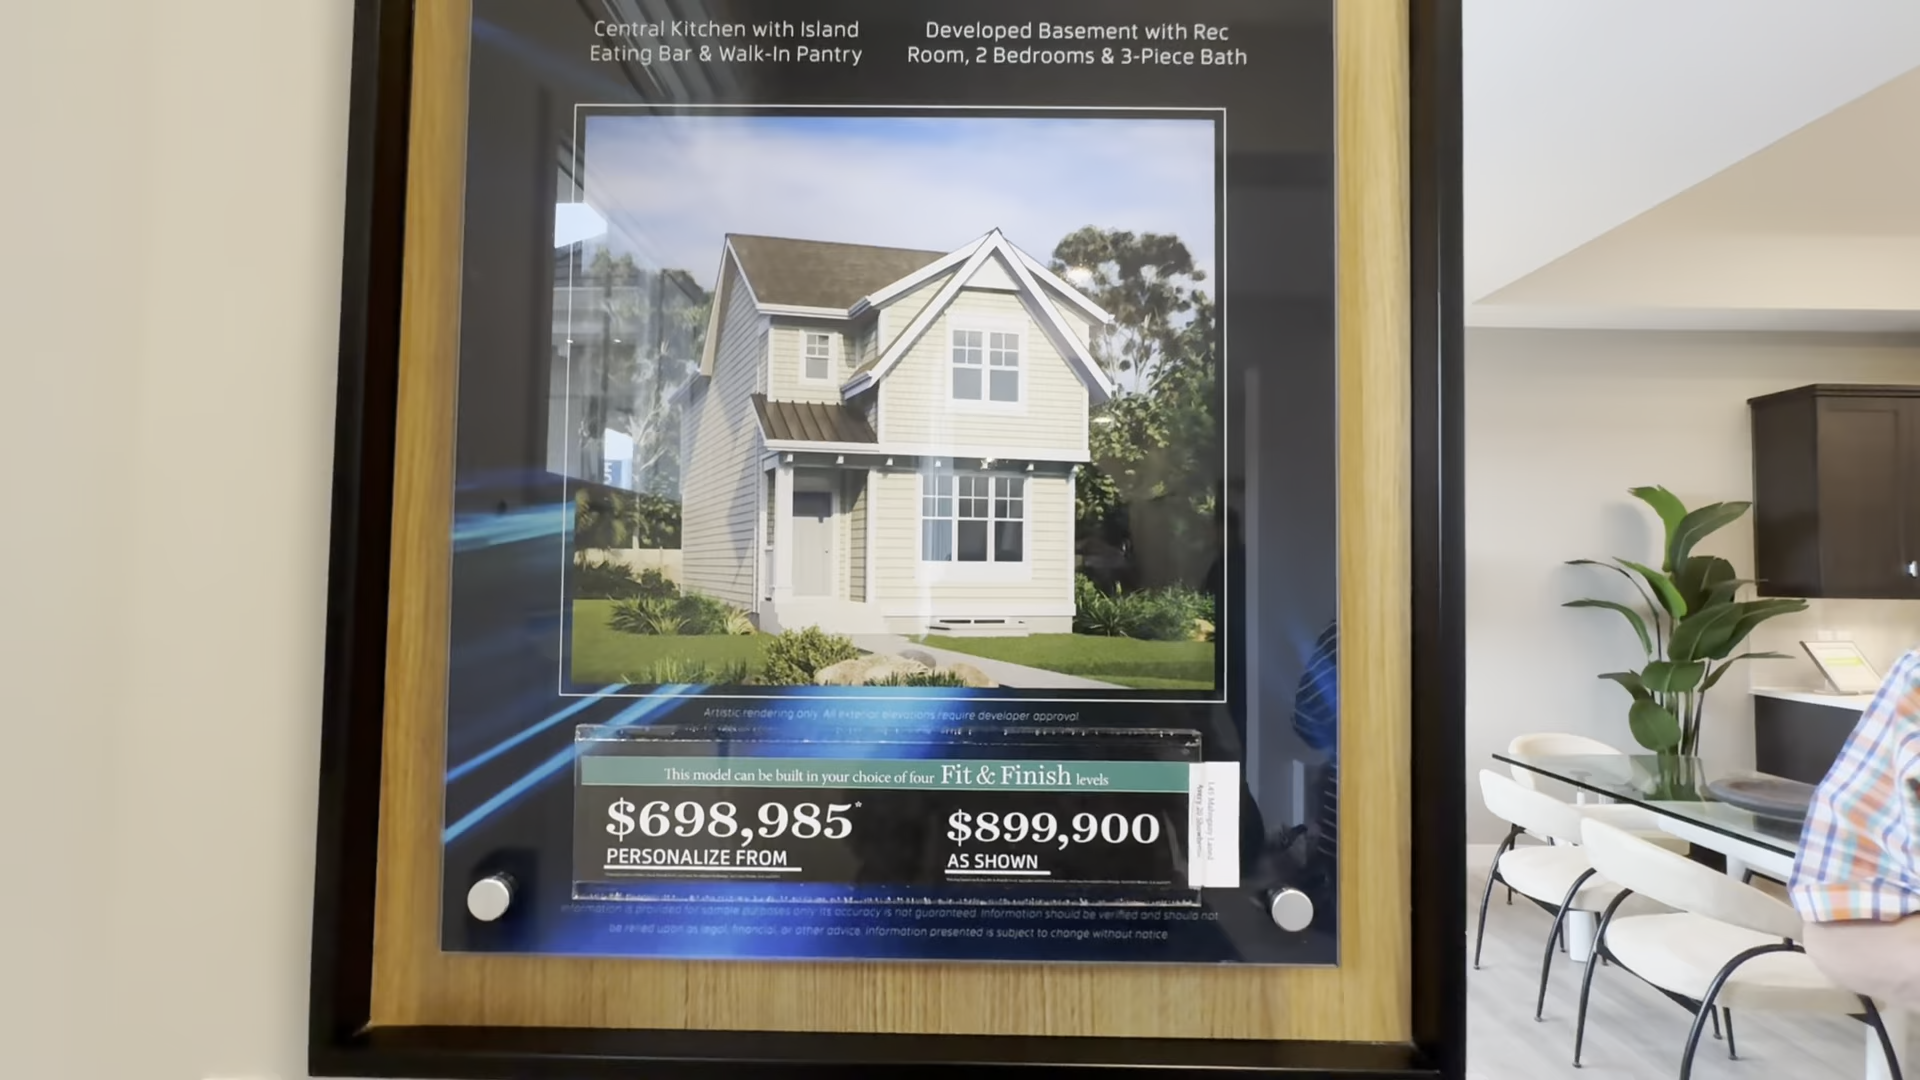 Central Kitchen with Island
Eating Bar & Walk-In Pantry
Developed Basement with Rec
Room, 2 Bedrooms & 3-Piece Bath
Artistic rendering only. All external elevations require developer approval.
This model can be built in your choice of four Fit & Finish levels
$698,985*
PERSONALIZE FROM
$899,900
AS SHOWN
Information is provided for sample purposes only its accuracy is not guaranteed. Information should be verified and should not
be relied upon as legal, financial, or other advice. Information presented is subject to change without notice.